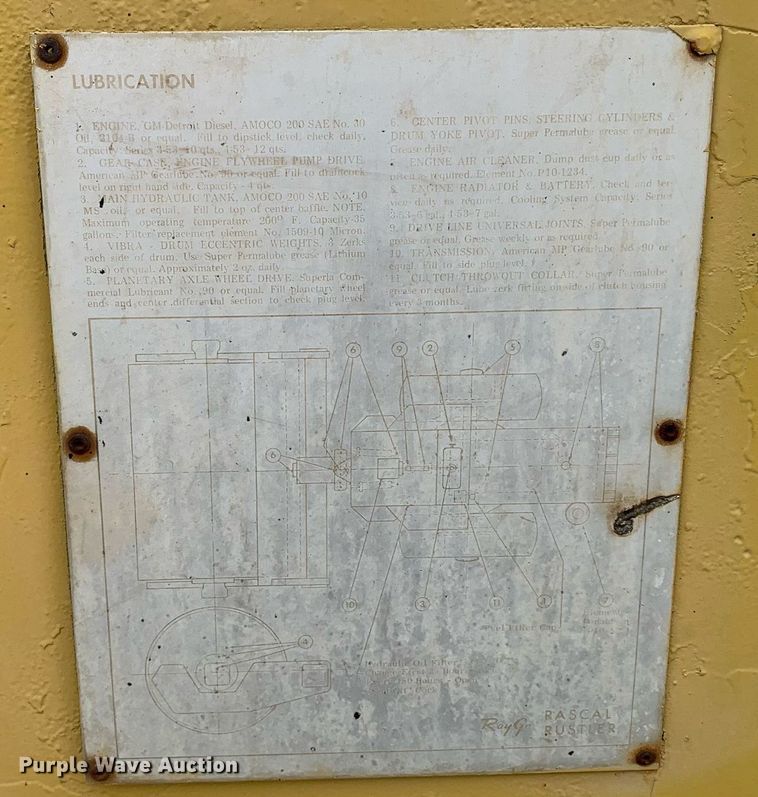 LUBRICATION
1. ENGINE, GM-Detroit Diesel, AMOCO 200 SAE No. 30
Oil, 2104-B or equal. Fill to dipstick level, check daily.
Capacity Series 3-53- 10 qts. 4-53- 12 qts.
2. GEAR CASE, ENGINE FLYWHEEL PUMP DRIVE
American MP Gearlube No. 90 or equal. Fill to draincock
level on right hand side. Capacity - 4 qts.
3. MAIN HYDRAULIC TANK, AMOCO 200 SAE No. 10
MS oil, or equal. Fill to top of center baffle. NOTE,
Maximum operating temperature 250° F. Capacity-35
gallons - Filter replacement element No. 1509-10 Micron.
4. VIBRA - DRUM ECCENTRIC WEIGHTS. 3 Zerks
each side of drum. Use Super Permalube grease (Lithium
Base) or equal. Approximately 2 oz. daily.
5. PLANETARY AXLE WHEEL DRIVE. Superla Com-
mercial Lubricant No. 90 or equal. Fill planetary wheel
ends and center differential section to check plug level.
6. CENTER PIVOT PINS, STEERING CYLINDERS &
DRUM YOKE PIVOT. Super Permalube grease or equal.
Grease daily.
ENGINE AIR CLEANER. Dump dust cup daily or as
often as required. Element No. P10-1234.
8. ENGINE RADIATOR & BATTERY. Check and ser-
vice daily as required. Cooling System Capacity. Series
3-53-6 gal., 4-53-7 gal.
9. DRIVE LINE UNIVERSAL JOINTS. Super Permalube
grease or equal. Grease weekly or as required.
10. TRANSMISSION. American MP Gearlube No. 90 or
equal. Fill to side plug level.
11. CLUTCH THROWOUT COLLAR. Super Permalube
grease or equal. Lube zerk fitting on side of clutch housing
every 3 months.
6 9 2 5 8
6
10 3 11 1 7
4
Fuel Filler Cap
Hydraulic Oil Filter
Hours - Open
RayGo RASCAL
RUSTLER
Purple Wave Auction